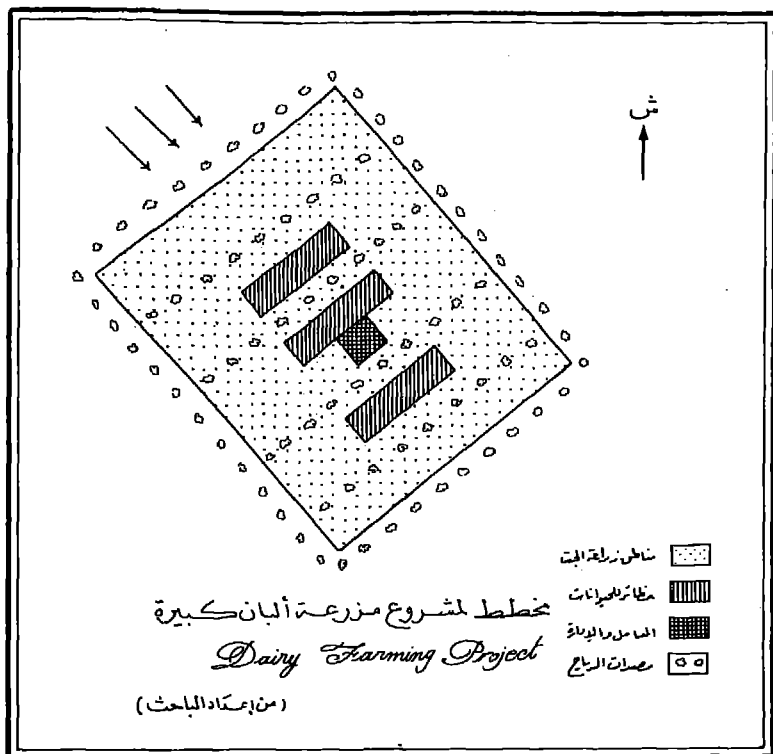 ش
مناطق زراعة الجت
حظائر للحيوانات
المعامل والإدارة
مصدات الرياح
مخطط لمشروع مزرعة ألبان كبيرة
Dairy Farming Project
(من إعداد الباحث)